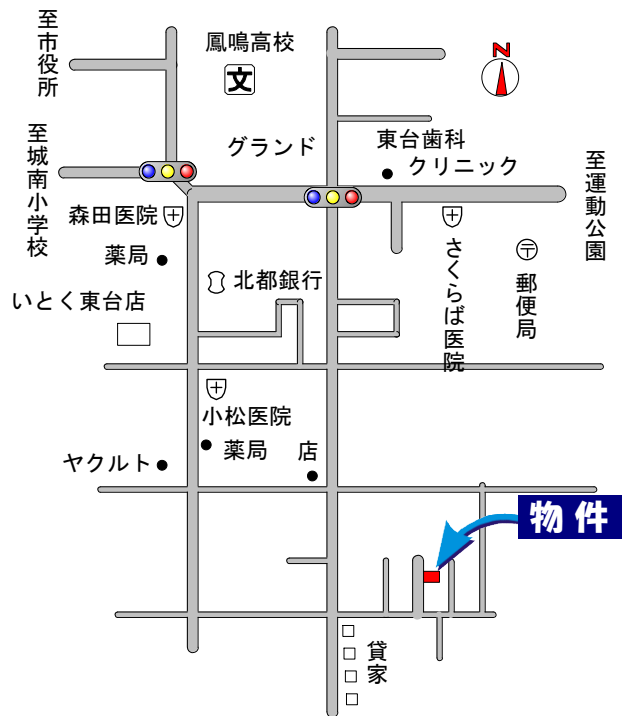 至市役所
鳳鳴高校
文
N
至城南小学校
グランド
東台歯科
クリニック
至運動公園
森田医院
薬局
さくらば医院
〒
郵便局
北都銀行
いとく東台店
小松医院
薬局
店
ヤクルト
物件
貸家